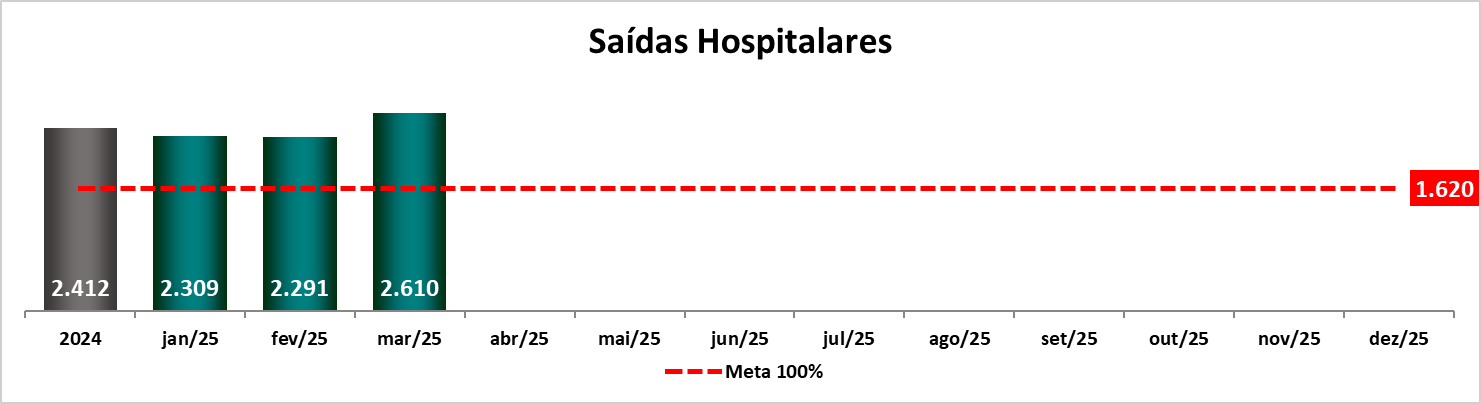 Saídas Hospitalares
1.620
2.412 2.309 2.291 2.610
2024 jan/25 fev/25 mar/25 abr/25 mai/25 jun/25 jul/25 ago/25 set/25 out/25 nov/25 dez/25
Meta 100%